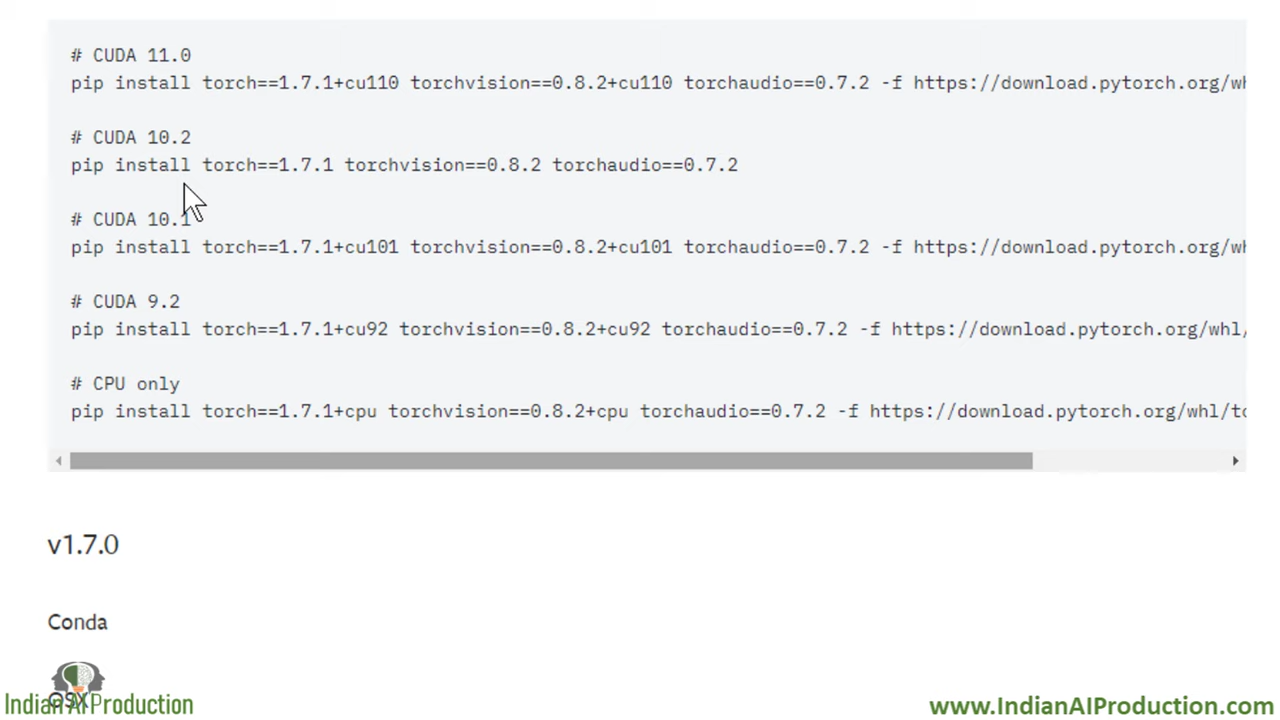 # CUDA 11.0
pip install torch==1.7.1+cu110 torchvision==0.8.2+cu110 torchaudio==0.7.2 -f https://download.pytorch.org/wh
# CUDA 10.2
pip install torch==1.7.1 torchvision==0.8.2 torchaudio==0.7.2
# CUDA 10.1
pip install torch==1.7.1+cu101 torchvision==0.8.2+cu101 torchaudio==0.7.2 -f https://download.pytorch.org/wh
# CUDA 9.2
pip install torch==1.7.1+cu92 torchvision==0.8.2+cu92 torchaudio==0.7.2 -f https://download.pytorch.org/whl/
# CPU only
pip install torch==1.7.1+cpu torchvision==0.8.2+cpu torchaudio==0.7.2 -f https://download.pytorch.org/whl/to
v1.7.0
Conda
OSX
Indian AI Production
www.IndianAIProduction.com